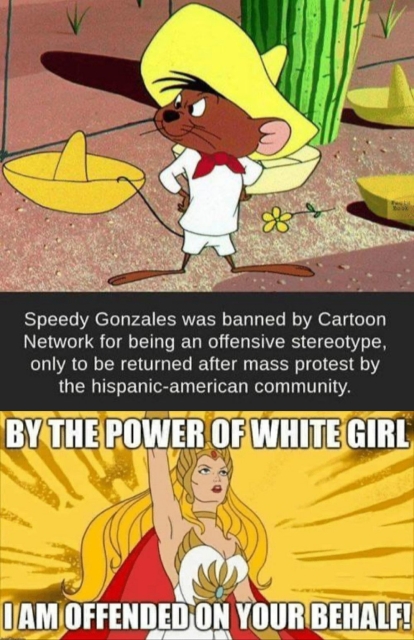 Speedy Gonzales was banned by Cartoon
Network for being an offensive stereotype,
only to be returned after mass protest by
the hispanic-american community.
BY THE POWER OF WHITE GIRL
I AM OFFENDED ON YOUR BEHALF!